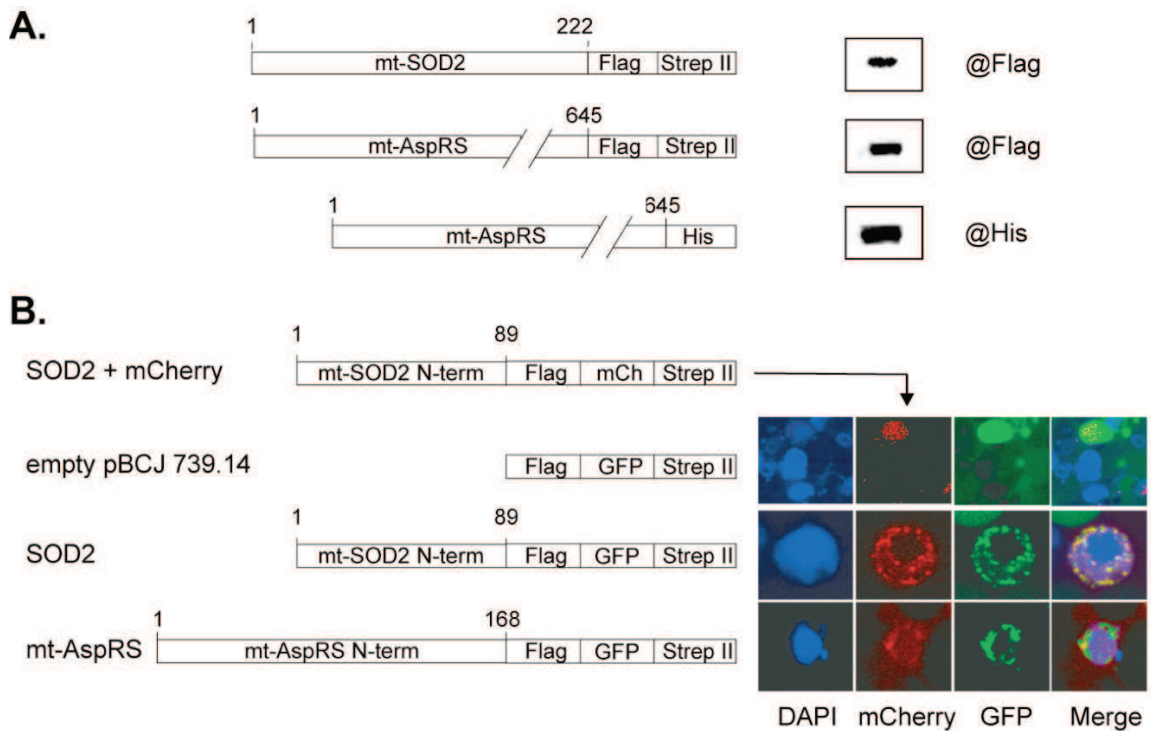 A.
1 222
mt-SOD2 Flag Strep II @Flag
1 645
mt-AspRS Flag Strep II @Flag
1 645
mt-AspRS His @His
B.
1 89
SOD2 + mCherry mt-SOD2 N-term Flag mCh Strep II
empty pBCJ 739.14 Flag GFP Strep II
1 89
SOD2 mt-SOD2 N-term Flag GFP Strep II
1 168
mt-AspRS mt-AspRS N-term Flag GFP Strep II
DAPI mCherry GFP Merge